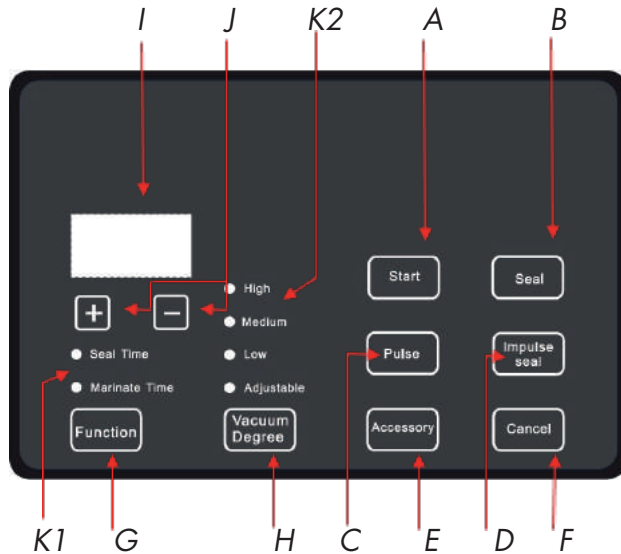 I J K2 A B
Start Seal
High
+ −
Medium
Seal Time Low Pulse Impulse
seal
Marinate Time Adjustable
Function Vacuum
Degree Accessory Cancel
K1 G H C E D F